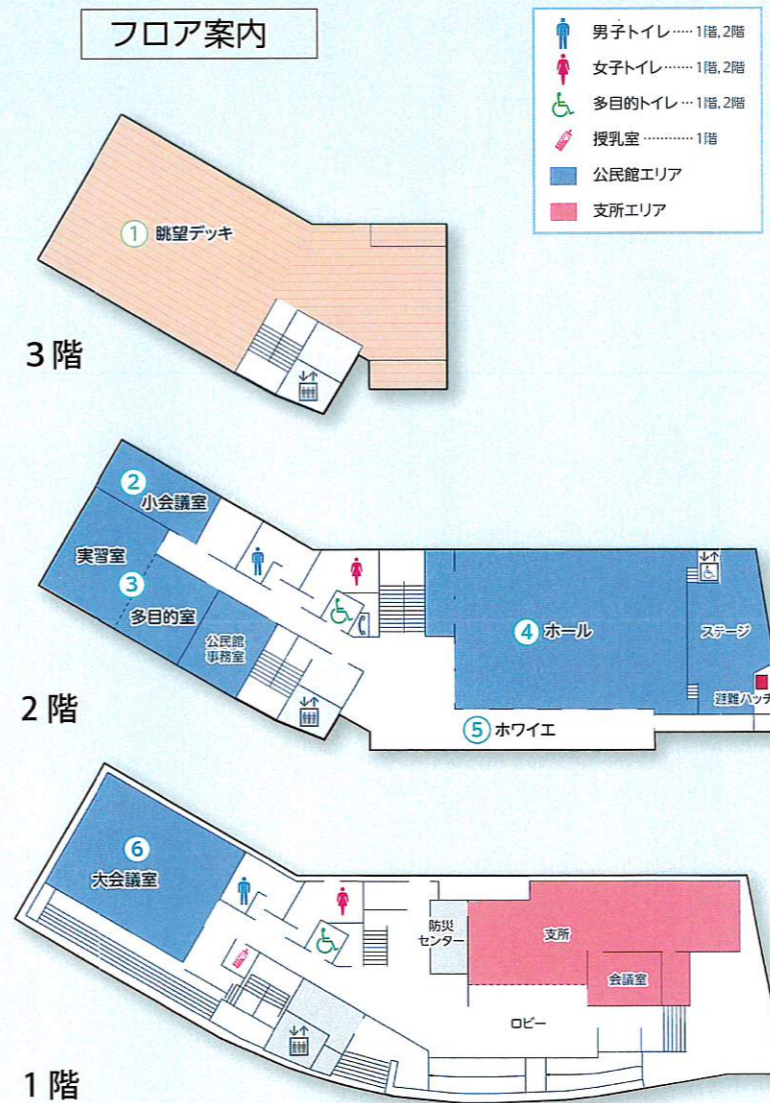 フロア案内
男子トイレ……1階,2階
女子トイレ……1階,2階
多目的トイレ…1階,2階
授乳室…………1階
公民館エリア
支所エリア
① 眺望デッキ
3階
②
小会議室
実習室
③
多目的室
公民館
事務室
④ ホール
ステージ
避難ハッチ
⑤ ホワイエ
2階
⑥
大会議室
防災
センター
支所
会議室
ロビー
1階